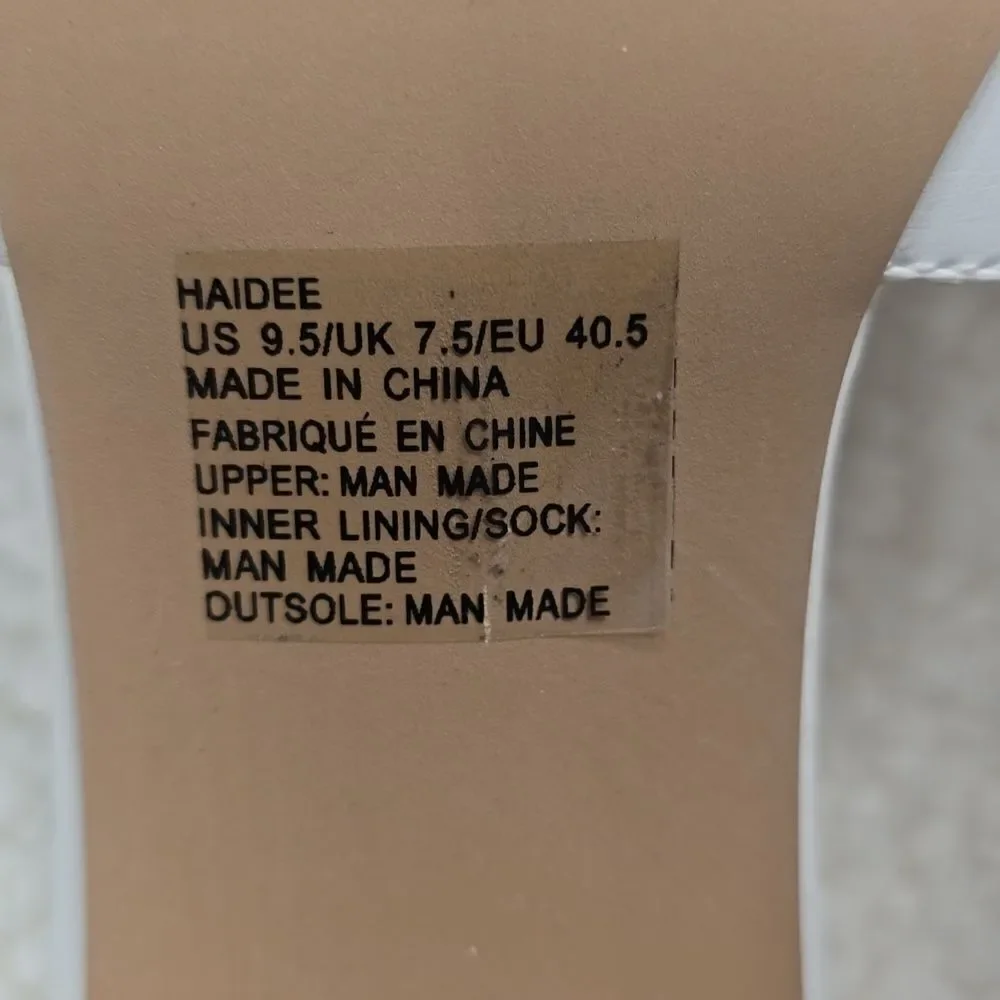 HAIDEE
US 9.5/UK 7.5/EU 40.5
MADE IN CHINA
FABRIQUÉ EN CHINE
UPPER: MAN MADE
INNER LINING/SOCK:
MAN MADE
OUTSOLE: MAN MADE